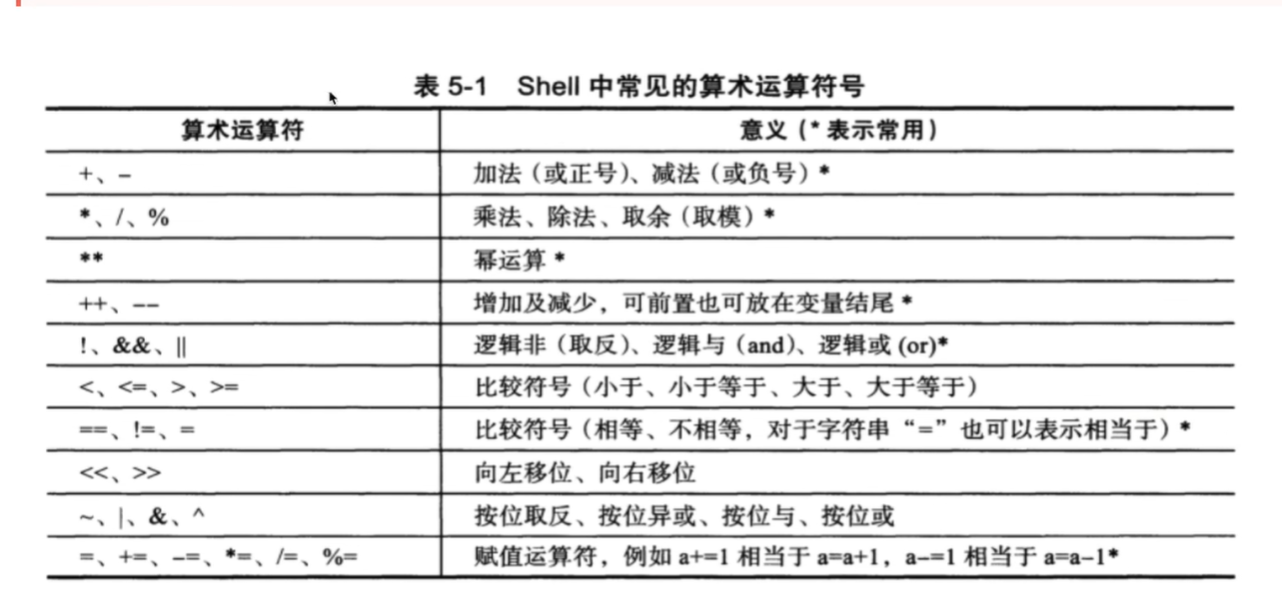 表 5-1 Shell 中常见的算术运算符号
算术运算符 意义(* 表示常用)
+、- 加法(或正号)、减法(或负号)*
*、/、% 乘法、除法、取余(取模)*
** 幂运算 *
++、-- 增加及减少,可前置也可放在变量结尾 *
!、&&、|| 逻辑非(取反)、逻辑与(and)、逻辑或 (or)*
<、<=、>、>= 比较符号(小于、小于等于、大于、大于等于)
==、!=、= 比较符号(相等、不相等,对于字符串“=”也可以表示相当于)*
<<、>> 向左移位、向右移位
~、|、&、^ 按位取反、按位异或、按位与、按位或
=、+=、-=、*=、/=、%= 赋值运算符,例如 a+=1 相当于 a=a+1,a-=1 相当于 a=a-1*